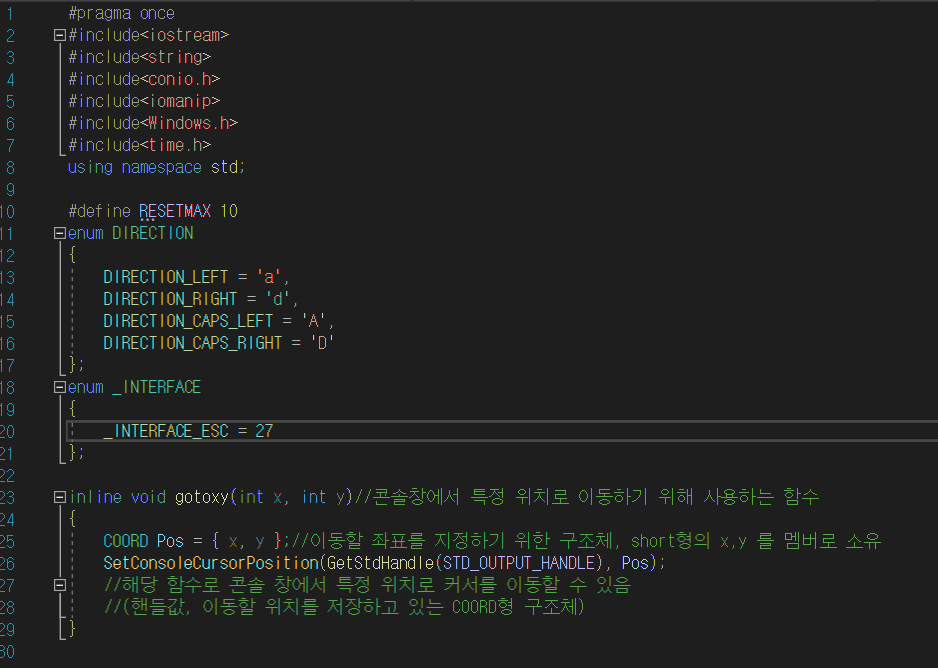 1 #pragma once
2 #include<iostream>
3 #include<string>
4 #include<conio.h>
5 #include<iomanip>
6 #include<Windows.h>
7 #include<time.h>
8 using namespace std;
9
10 #define RESETMAX 10
11 enum DIRECTION
12 {
13 DIRECTION_LEFT = 'a',
14 DIRECTION_RIGHT = 'd',
15 DIRECTION_CAPS_LEFT = 'A',
16 DIRECTION_CAPS_RIGHT = 'D'
17 };
18 enum _INTERFACE
19 {
20 _INTERFACE_ESC = 27
21 };
22
23 inline void gotoxy(int x, int y)//콘솔창에서 특정 위치로 이동하기 위해 사용하는 함수
24 {
25 COORD Pos = { x, y };//이동할 좌표를 지정하기 위한 구조체, short형의 x,y 를 멤버로 소유
26 SetConsoleCursorPosition(GetStdHandle(STD_OUTPUT_HANDLE), Pos);
27 //해당 함수로 콘솔 창에서 특정 위치로 커서를 이동할 수 있음
28 //(핸들값, 이동할 위치를 저장하고 있는 COORD형 구조체)
29 }
30